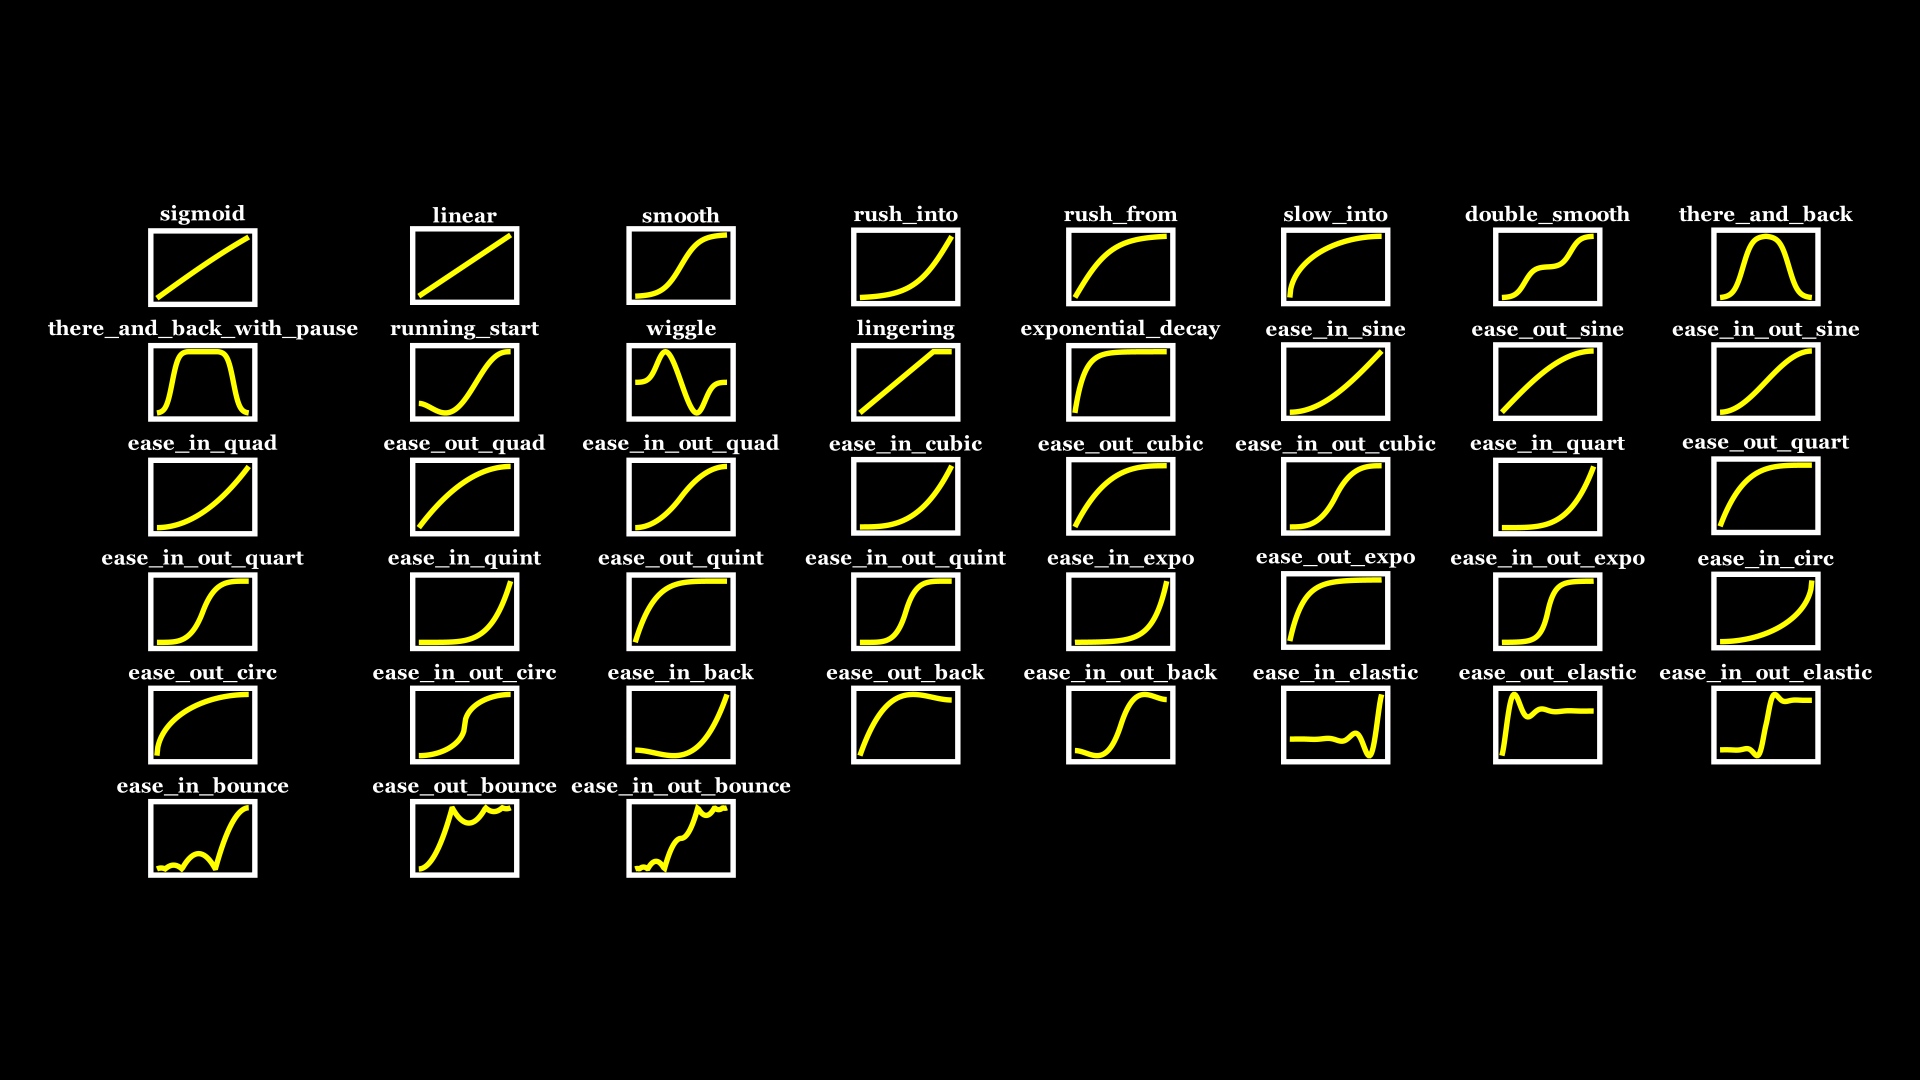 sigmoid linear smooth rush_into rush_from slow_into double_smooth there_and_back
there_and_back_with_pause running_start wiggle lingering exponential_decay ease_in_sine ease_out_sine ease_in_out_sine
ease_in_quad ease_out_quad ease_in_out_quad ease_in_cubic ease_out_cubic ease_in_out_cubic ease_in_quart ease_out_quart
ease_in_out_quart ease_in_quint ease_out_quint ease_in_out_quint ease_in_expo ease_out_expo ease_in_out_expo ease_in_circ
ease_out_circ ease_in_out_circ ease_in_back ease_out_back ease_in_out_back ease_in_elastic ease_out_elastic ease_in_out_elastic
ease_in_bounce ease_out_bounce ease_in_out_bounce